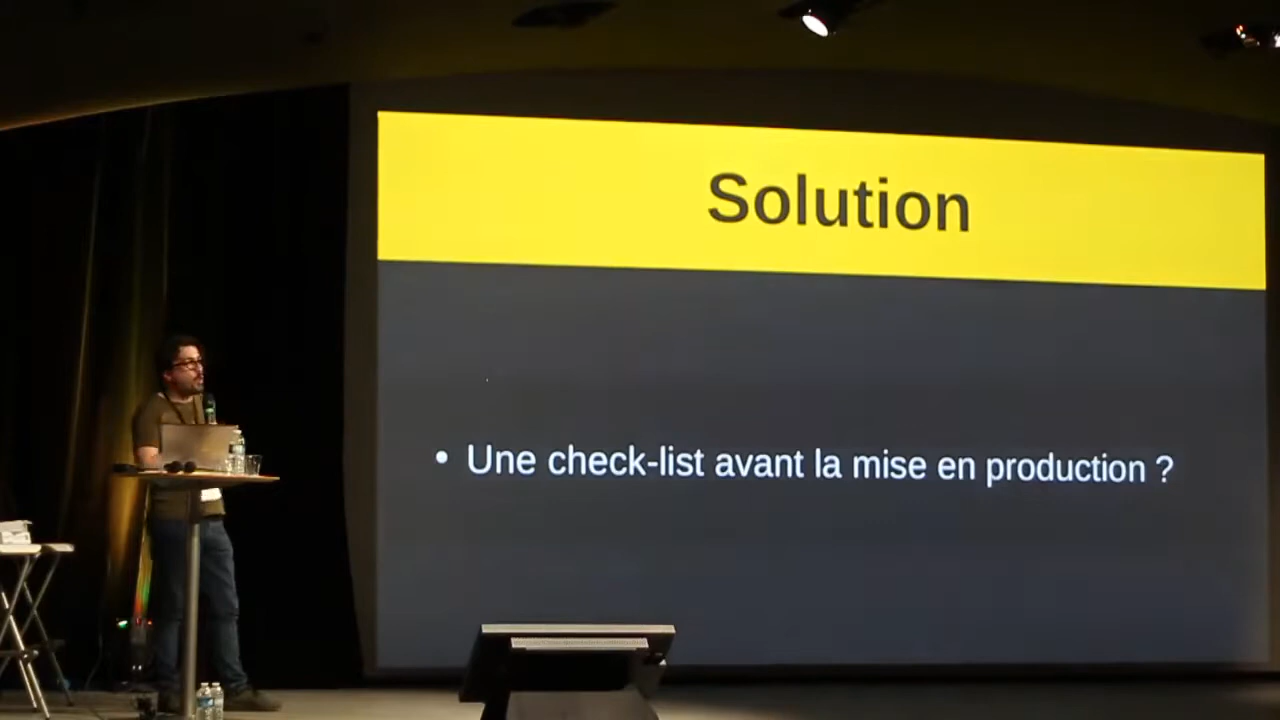 Solution
• Une check-list avant la mise en production ?